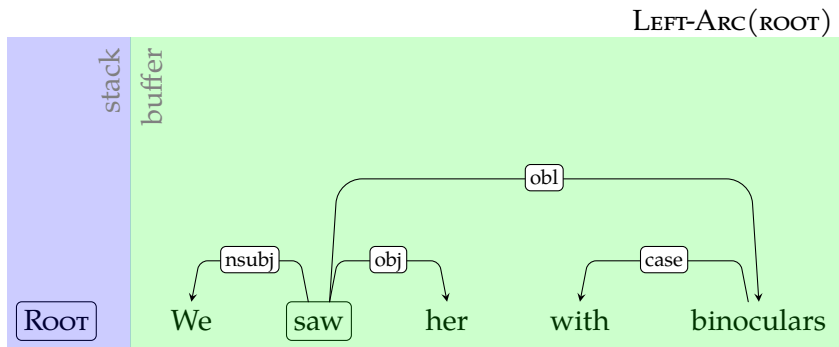 LEFT-ARC(ROOT)
stack
buffer
obl
nsubj obj case
ROOT We saw her with binoculars